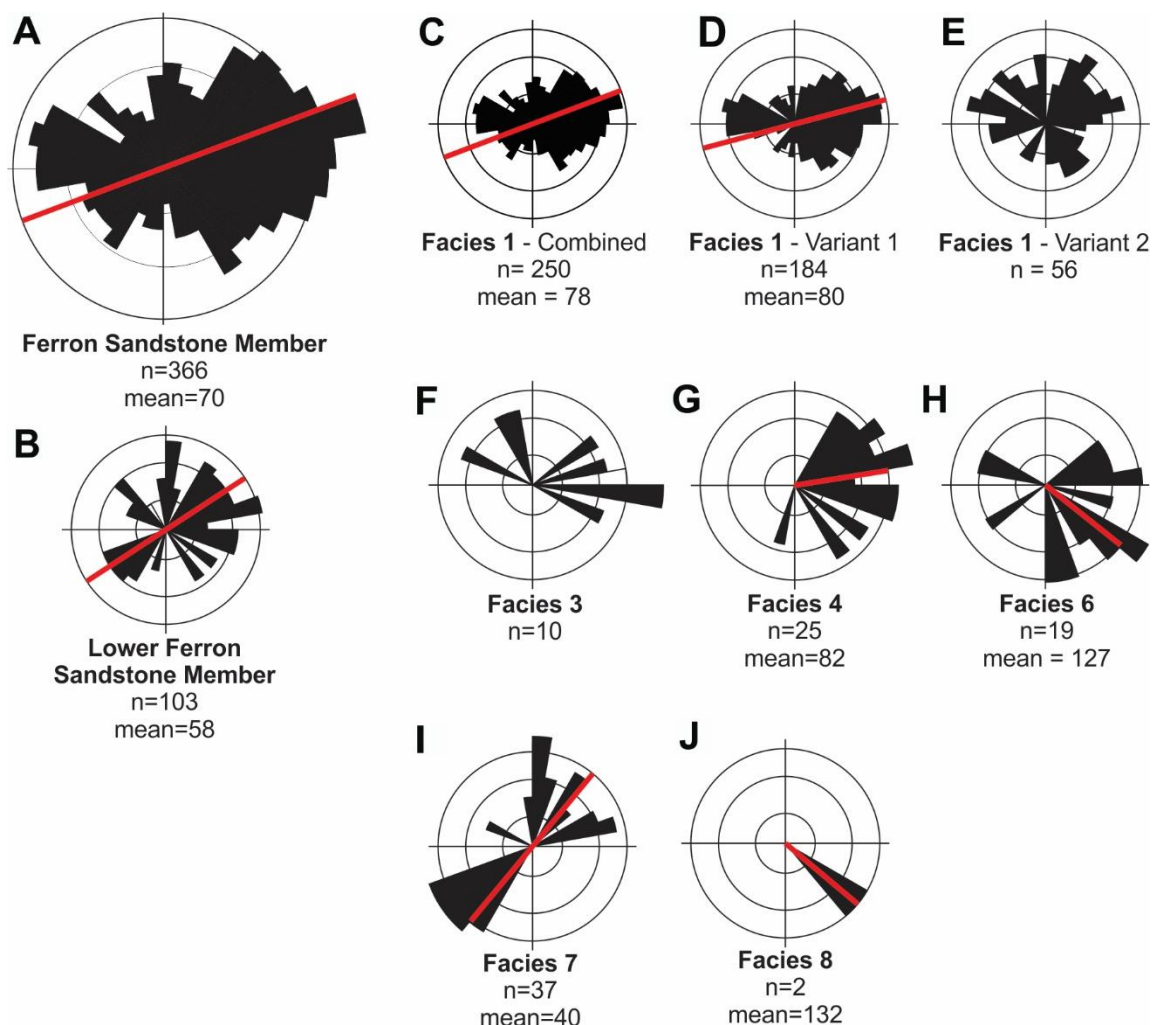 A
Ferron Sandstone Member
n=366
mean=70
B
Lower Ferron
Sandstone Member
n=103
mean=58
C
Facies 1 - Combined
n= 250
mean = 78
D
Facies 1 - Variant 1
n=184
mean=80
E
Facies 1 - Variant 2
n = 56
F
Facies 3
n=10
G
Facies 4
n=25
mean=82
H
Facies 6
n=19
mean = 127
I
Facies 7
n=37
mean=40
J
Facies 8
n=2
mean=132